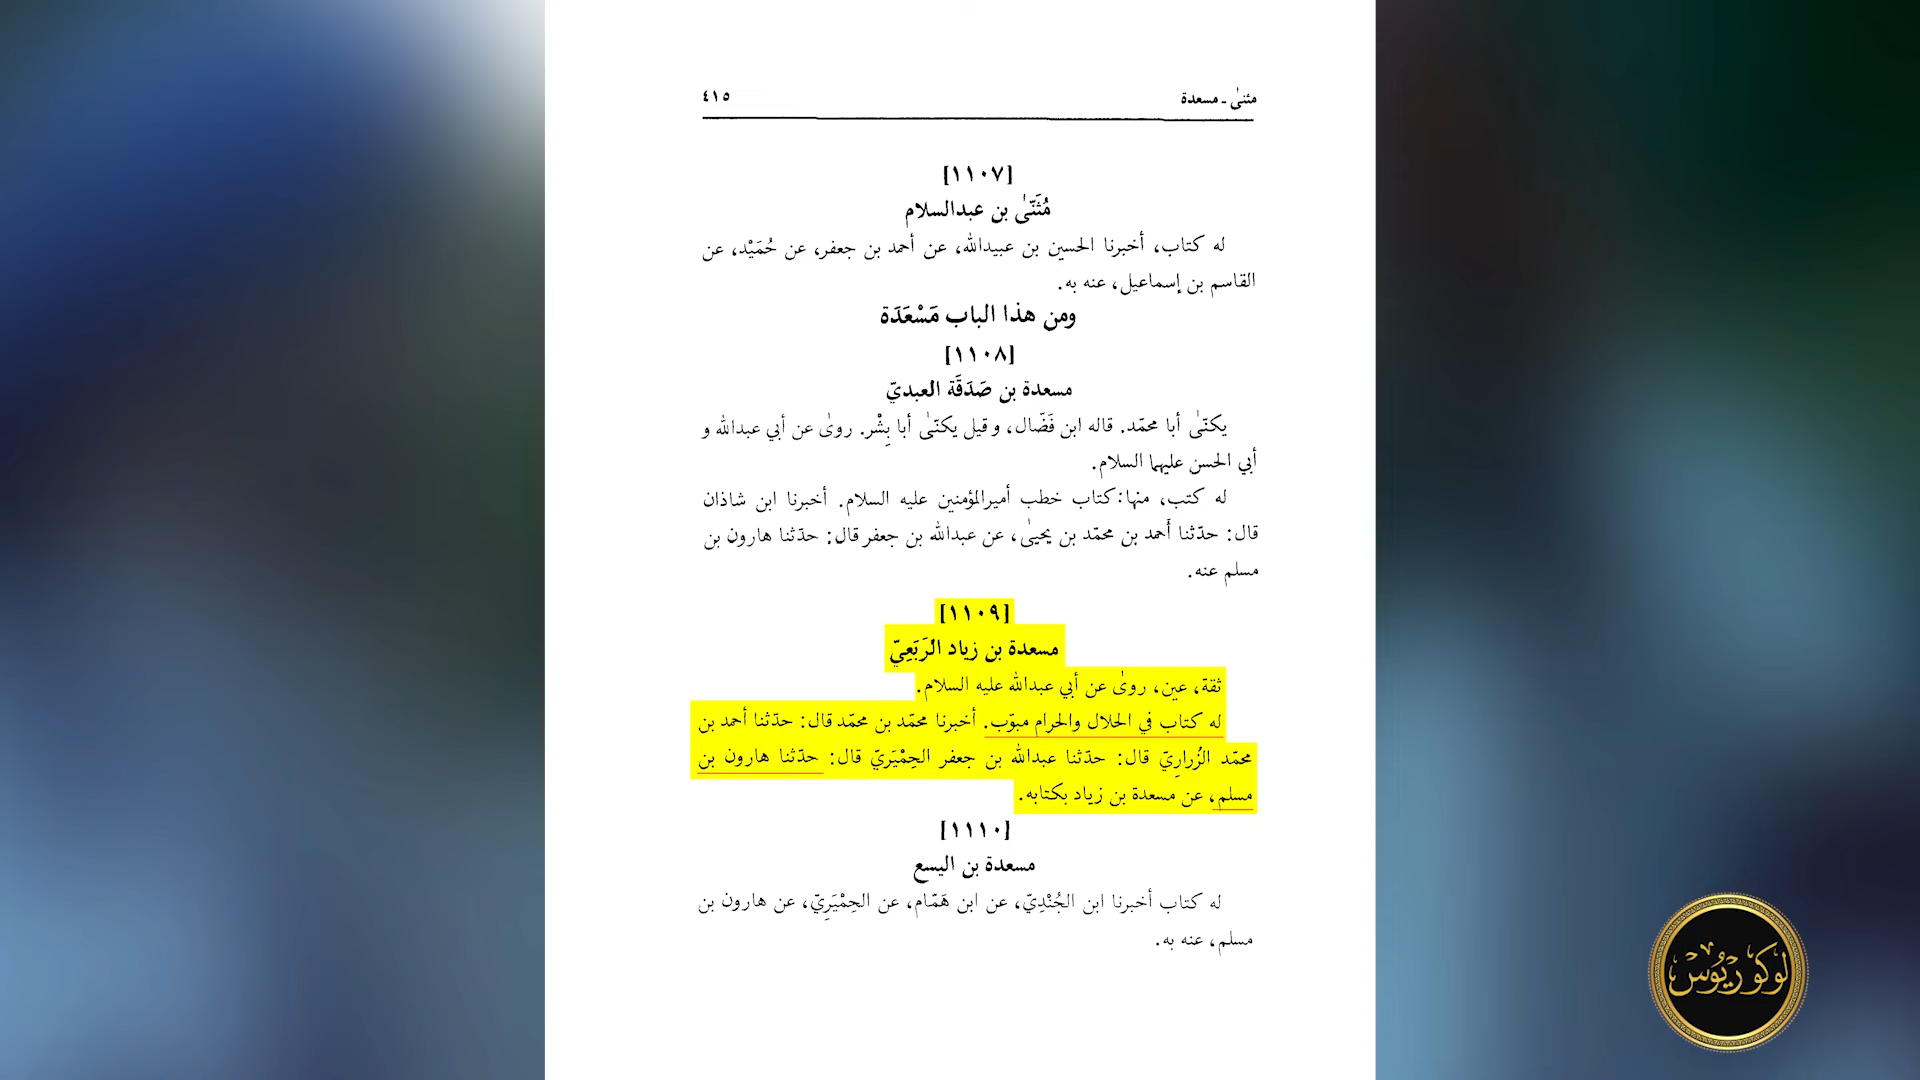 مثنىٰ ـ مسعدة ٤١٥
[١١٠٧]
مُثَنّىٰ بن عبدالسلام
له كتاب، أخبرنا الحسين بن عبيدالله، عن أحمد بن جعفر، عن حُمَيْد، عن
القاسم بن إسماعيل، عنه به.
ومن هذا الباب مَسْعَدَة
[١١٠٨]
مسعدة بن صَدَقَة العبديّ
يكنّىٰ أبا محمّد. قاله ابن فَضّال، وقيل يكنّىٰ أبا بِشْر. روىٰ عن أبي عبدالله و
أبي الحسن عليهما السلام.
له كتب، منها: كتاب خطب أميرالمؤمنين عليه السلام. أخبرنا ابن شاذان
قال: حدّثنا أحمد بن محمّد بن يحيىٰ، عن عبدالله بن جعفر قال: حدّثنا هارون بن
مسلم عنه.
[١١٠٩]
مسعدة بن زياد الرَبَعِيّ
ثقة، عين، روىٰ عن أبي عبدالله عليه السلام.
له كتاب في الحلال والحرام مبوّب. أخبرنا محمّد بن محمّد قال: حدّثنا أحمد بن
محمّد الزُراريّ قال: حدّثنا عبدالله بن جعفر الحِمْيَريّ قال: حدّثنا هارون بن
مسلم، عن مسعدة بن زياد بكتابه.
[١١١٠]
مسعدة بن اليسع
له كتاب أخبرنا ابن الجُنْدِيّ، عن ابن هَمّام، عن الحِمْيَرِيّ، عن هارون بن
مسلم، عنه به.
لوكوريوس